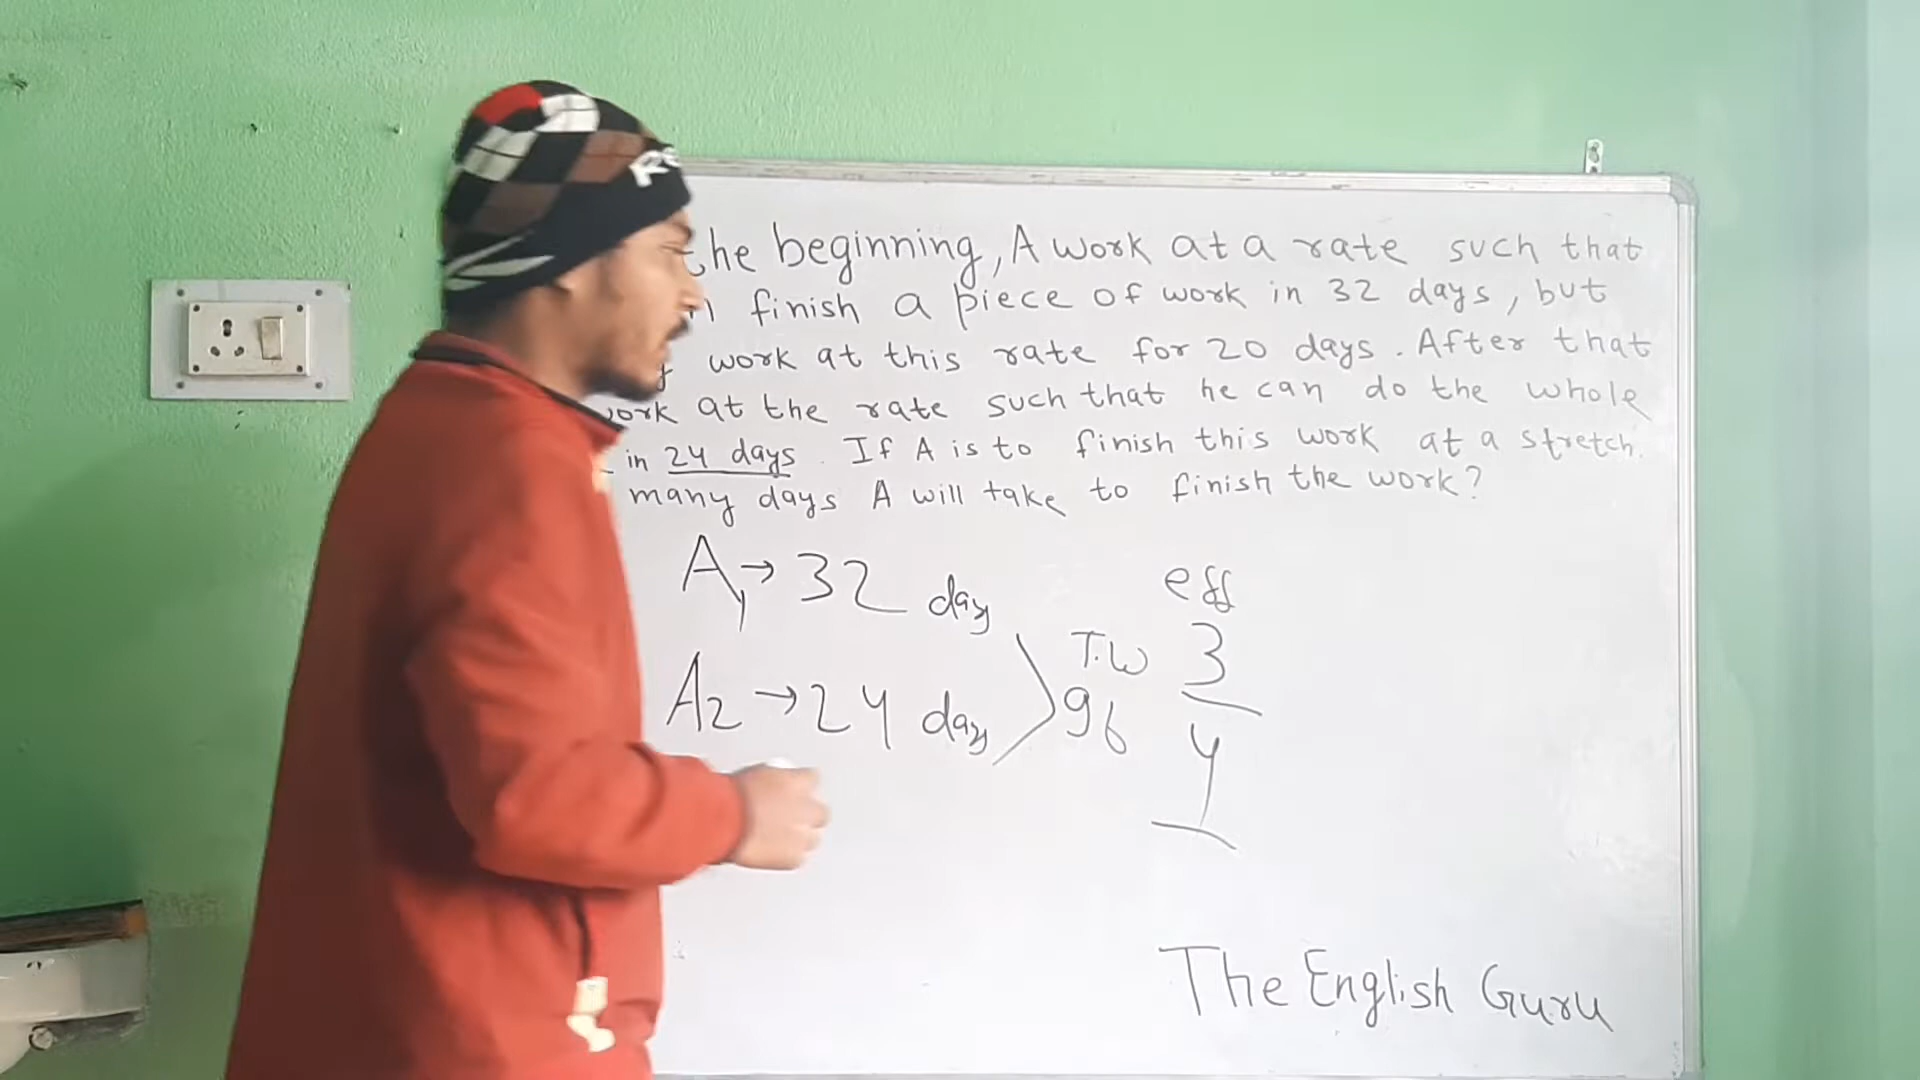 the beginning, A work at a rate such that
finish a piece of work in 32 days, but
work at this rate for 20 days. After that
work at the rate such that he can do the whole
in 24 days. If A is to finish this work at a stretch.
many days A will take to finish the work?
A1 → 32 day
eff
T.W 3
A2 → 24 day
96
4
The English Guru